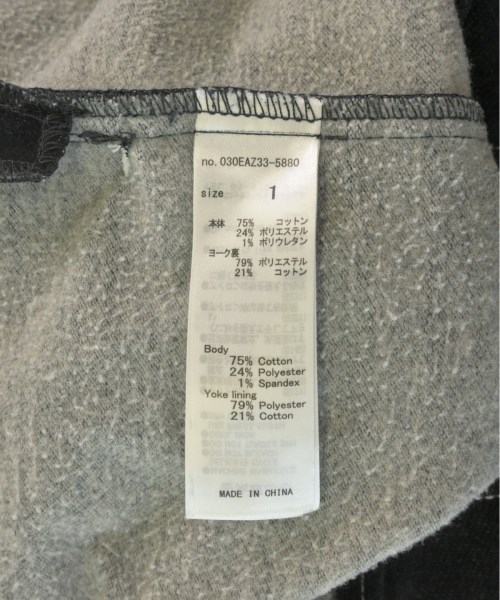 no. 030EAZ33-5880
size 1
本体 75% コットン
24% ポリエステル
1% ポリウレタン
ヨーク裏
79% ポリエステル
21% コットン
Body
75% Cotton
24% Polyester
1% Spandex
Yoke lining
79% Polyester
21% Cotton
MADE IN CHINA